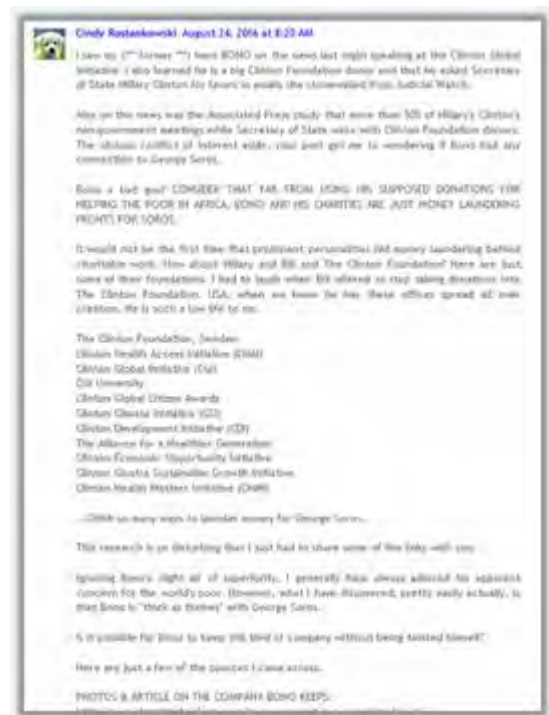 Cindy Rostenkowski August 24, 2016 at 8:20 AM
I saw my (** former **) hero BONO on the news last night speaking at the Clinton Global
Initiative. I also learned he is a big Clinton Foundation donor and that he asked Secretary
of State Hillary Clinton for favors in emails the stonewalled from Judicial Watch.
Also on the news was the Associated Press study that more than 50% of Hillary's Clinton's
non-government meetings while Secretary of State were with Clinton Foundation donors.
The obvious conflict of interest aside, your post got me to wondering if Bono had any
connection to George Soros.
Bono a bad guy? CONSIDER THAT FAR FROM USING HIS SUPPOSED DONATIONS FOR
HELPING THE POOR IN AFRICA, BONO AND HIS CHARITIES ARE JUST MONEY LAUNDERING
FRONTS FOR SOROS.
It would not be the first time that prominent personalities did money laundering behind
charitable work. How about Hillary and Bill and The Clinton Foundation? Here are just
some of their foundations. I had to laugh when Bill offered to stop taking donations into
The Clinton Foundation, USA, when we know he has these offices spread all over
creation. He is such a low life to me.
The Clinton Foundation, Sweden
Clinton Health Access Initiative (CHAI)
Clinton Global Initiative (CGI)
CGI University
Clinton Global Citizen Awards
Clinton Climate Initiative (CCI)
Clinton Development Initiative (CDI)
The Alliance for a Healthier Generation
Clinton Economic Opportunity Initiative
Clinton Giustra Sustainable Growth Initiative
Clinton Health Matters Initiative (CHMI)
so many ways to launder money for George Soros.
This research is so disturbing that I just had to share some of the links with you.
Ignoring Bono's slight air of superiority, I generally have always admired his apparent
concern for the world's poor. However, what I have discovered, pretty easily actually, is
that Bono is "thick as thieves" with George Soros.
Is it possible for Bono to keep this kind of company without being tainted himself?
Here are just a few of the sources I came across.
PHOTOS & ARTICLE ON THE COMPANY BONO KEEPS: